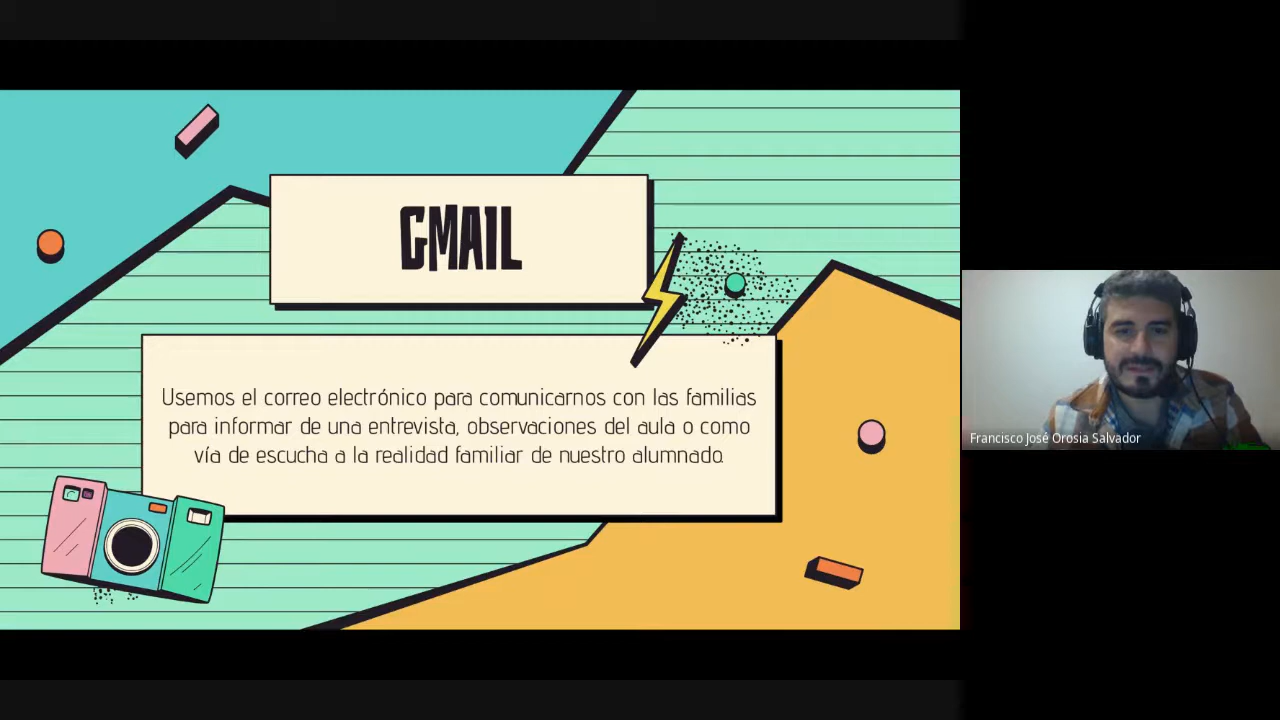 GMAIL
Usemos el correo electrónico para comunicarnos con las familias
para informar de una entrevista, observaciones del aula o como
vía de escucha a la realidad familiar de nuestro alumnado.
Francisco José Orosia Salvador